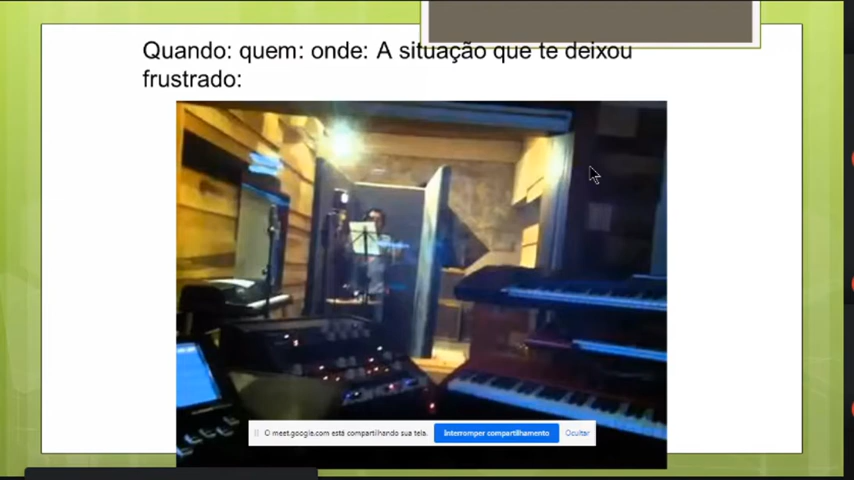 Quando: quem: onde: A situação que te deixou
frustrado:
O meet.google.com está compartilhando sua tela. Interromper compartilhamento Ocultar